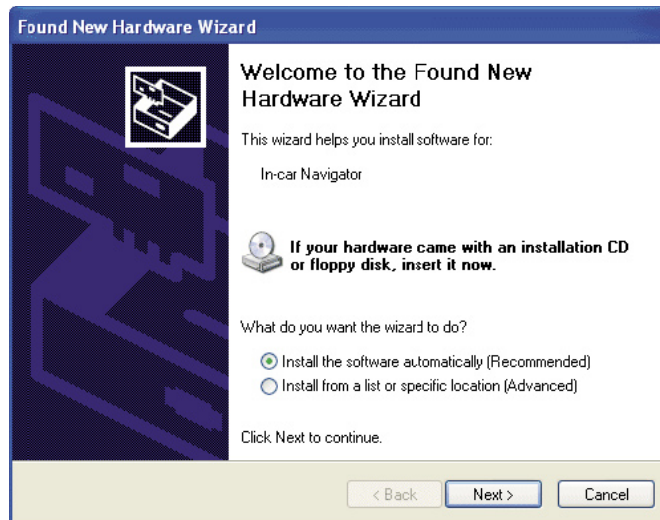 Found New Hardware Wizard
Welcome to the Found New
Hardware Wizard
This wizard helps you install software for:
In-car Navigator
If your hardware came with an installation CD
or floppy disk, insert it now.
What do you want the wizard to do?
Install the software automatically (Recommended)
Install from a list or specific location (Advanced)
Click Next to continue.
< Back
Next >
Cancel